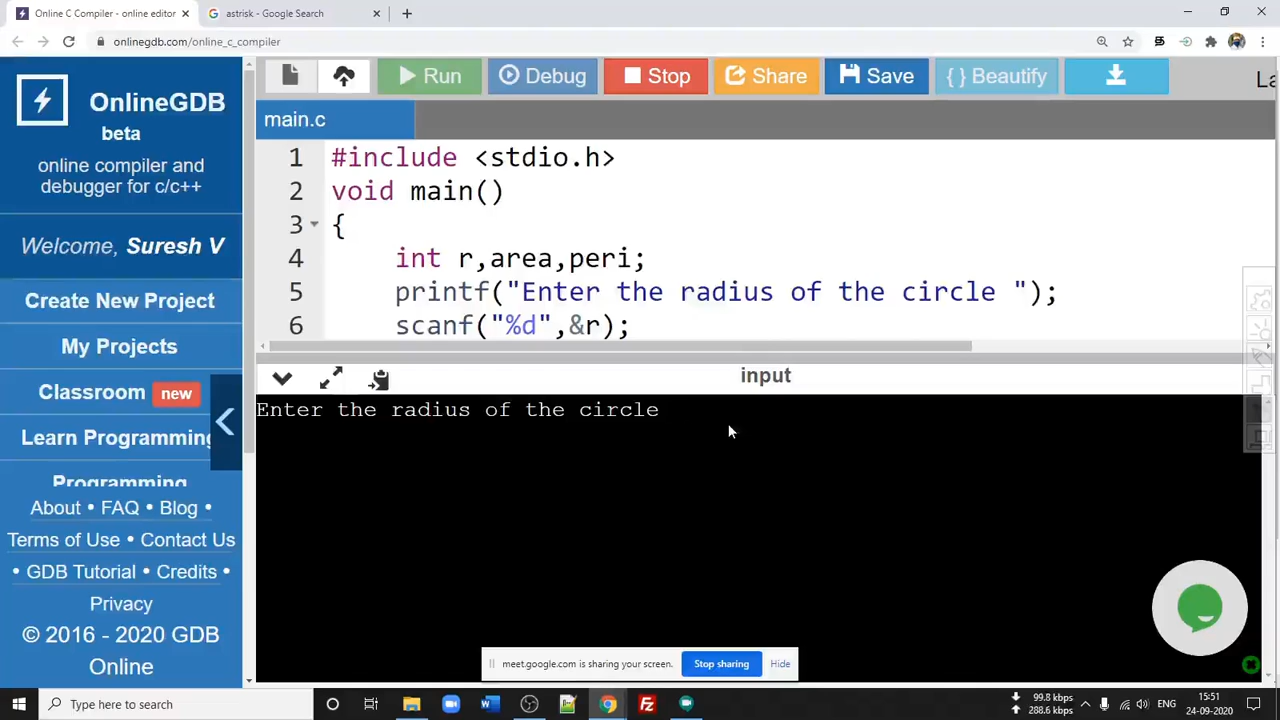 Online C Compiler - online editor
astrisk - Google Search
onlinegdb.com/online_c_compiler
OnlineGDB
beta
online compiler and
debugger for c/c++
Welcome, Suresh V
Create New Project
My Projects
Classroom new
Learn Programming
Programming
About • FAQ • Blog •
Terms of Use • Contact Us
• GDB Tutorial • Credits •
Privacy
© 2016 - 2020 GDB
Online
Run
Debug
Stop
Share
Save
{ } Beautify
La
main.c
1 #include <stdio.h>
2 void main()
3 {
4 int r,area,peri;
5 printf("Enter the radius of the circle ");
6 scanf("%d",&r);
input
Enter the radius of the circle
meet.google.com is sharing your screen.
Stop sharing
Hide
Type here to search
99.8 kbps
288.6 kbps
ENG
15:51
24-09-2020